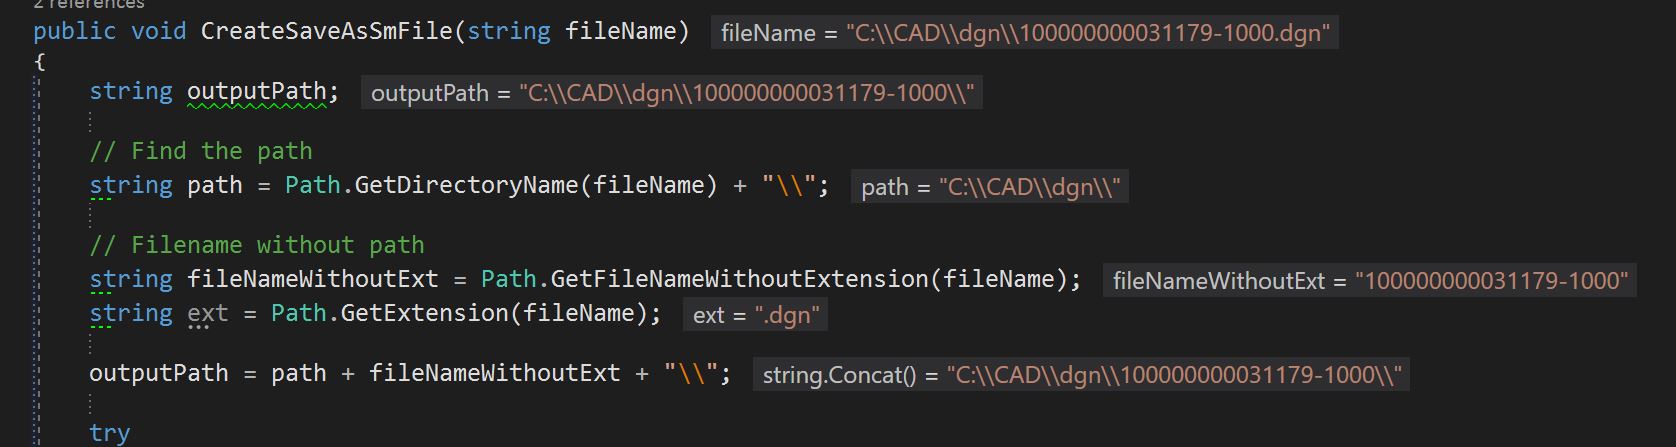 2 references
public void CreateSaveAsSmFile(string fileName) fileName = "C:\\CAD\\dgn\\100000000031179-1000.dgn"
{
string outputPath; outputPath = "C:\\CAD\\dgn\\100000000031179-1000\\"
// Find the path
string path = Path.GetDirectoryName(fileName) + "\\"; path = "C:\\CAD\\dgn\\"
// Filename without path
string fileNameWithoutExt = Path.GetFileNameWithoutExtension(fileName); fileNameWithoutExt = "100000000031179-1000"
string ext = Path.GetExtension(fileName); ext = ".dgn"
outputPath = path + fileNameWithoutExt + "\\"; string.Concat() = "C:\\CAD\\dgn\\100000000031179-1000\\"
try